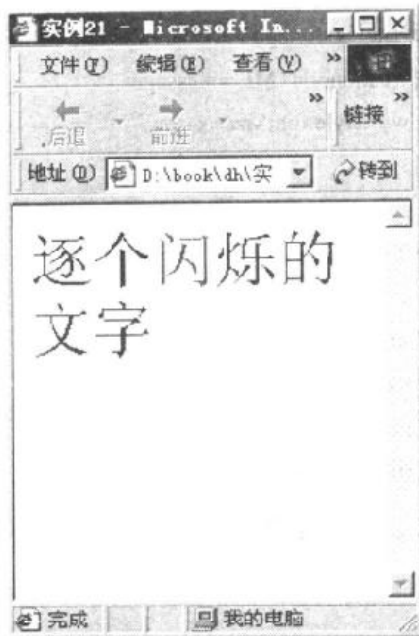 实例21 - Microsoft In...
文件(F) 编辑(E) 查看(V) »
后退 前进 » 链接 »
地址(D) D:\book\dh\实 转到
逐个闪烁的
文字
完成 我的电脑